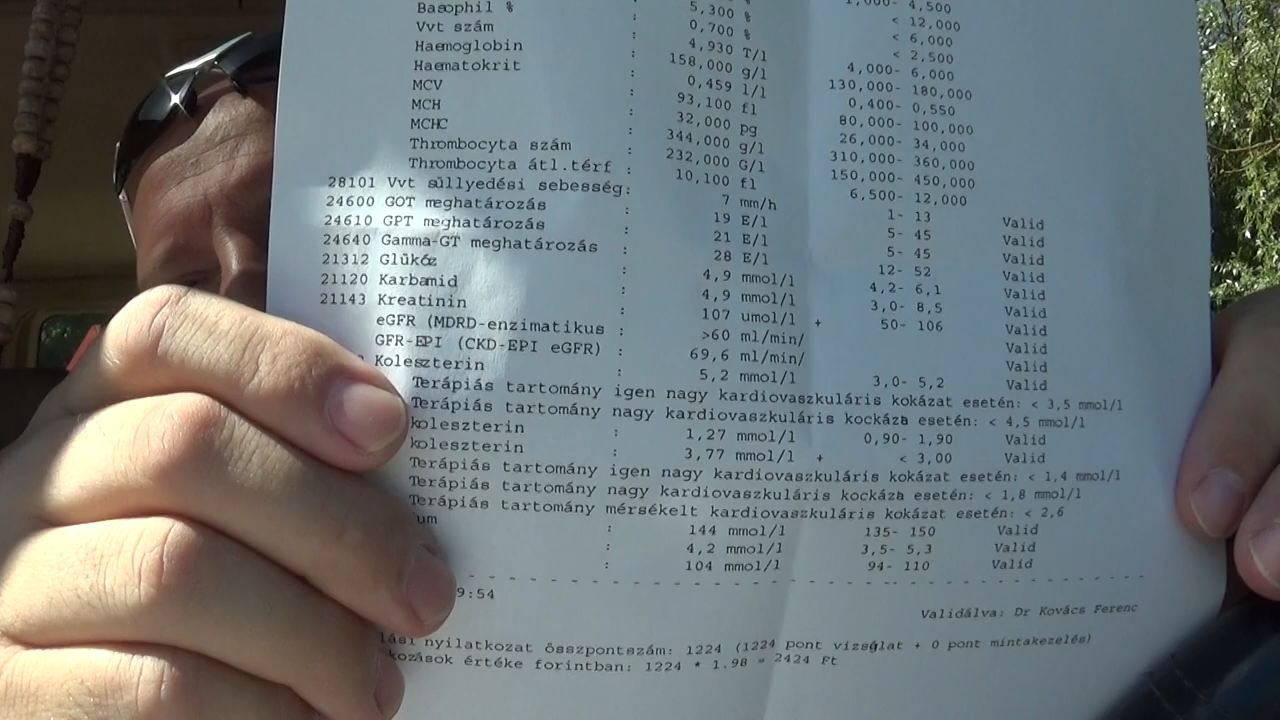 1,000- 4,500
% < 12,000
5,300 % < 6,000
Basophil % : 0,700 % < 2,500
Vvt szám : 4,930 T/l 4,000- 6,000
Haemoglobin : 158,000 g/l 130,000- 180,000
Haematokrit : 0,459 l/l 0,400- 0,550
MCV : 93,100 fl 80,000- 100,000
MCH : 32,000 pg 26,000- 34,000
MCHC : 344,000 g/l 310,000- 360,000
Thrombocyta szám : 232,000 G/l 150,000- 450,000
Thrombocyta átl.térf : 10,100 fl 6,500- 12,000
28101 Vvt süllyedési sebesség: 7 mm/h 1- 13 Valid
24600 GOT meghatározás : 19 E/l 5- 45 Valid
24610 GPT meghatározás : 21 E/l 5- 45 Valid
24640 Gamma-GT meghatározás : 28 E/l 12- 52 Valid
21312 Glükóz : 4,9 mmol/l 4,2- 6,1 Valid
21120 Karbamid : 4,9 mmol/l 3,0- 8,5 Valid
21143 Kreatinin : 107 umol/l + 50- 106 Valid
eGFR (MDRD-enzimatikus : >60 ml/min/ Valid
GFR-EPI (CKD-EPI eGFR) : 69,6 ml/min/ Valid
Koleszterin : 5,2 mmol/l 3,0- 5,2 Valid
Terápiás tartomány igen nagy kardiovaszkuláris kokázat esetén: < 3,5 mmol/l
Terápiás tartomány nagy kardiovaszkuláris kockáza esetén: < 4,5 mmol/l
koleszterin : 1,27 mmol/l 0,90- 1,90 Valid
koleszterin : 3,77 mmol/l + < 3,00 Valid
Terápiás tartomány igen nagy kardiovaszkuláris kokázat esetén: < 1,4 mmol/l
Terápiás tartomány nagy kardiovaszkuláris kockáza esetén: < 1,8 mmol/l
Terápiás tartomány mérsékelt kardiovaszkuláris kokázat esetén: < 2,6
ium : 144 mmol/l 135- 150 Valid
: 4,2 mmol/l 3,5- 5,3 Valid
: 104 mmol/l 94- 110 Valid
9:54
Validálva: Dr Kovács Ferenc
lási nyilatkozat összpontszám: 1224 (1224 pont vizsgálat + 0 pont mintakezelés)
kozások értéke forintban: 1224 * 1.98 = 2424 Ft